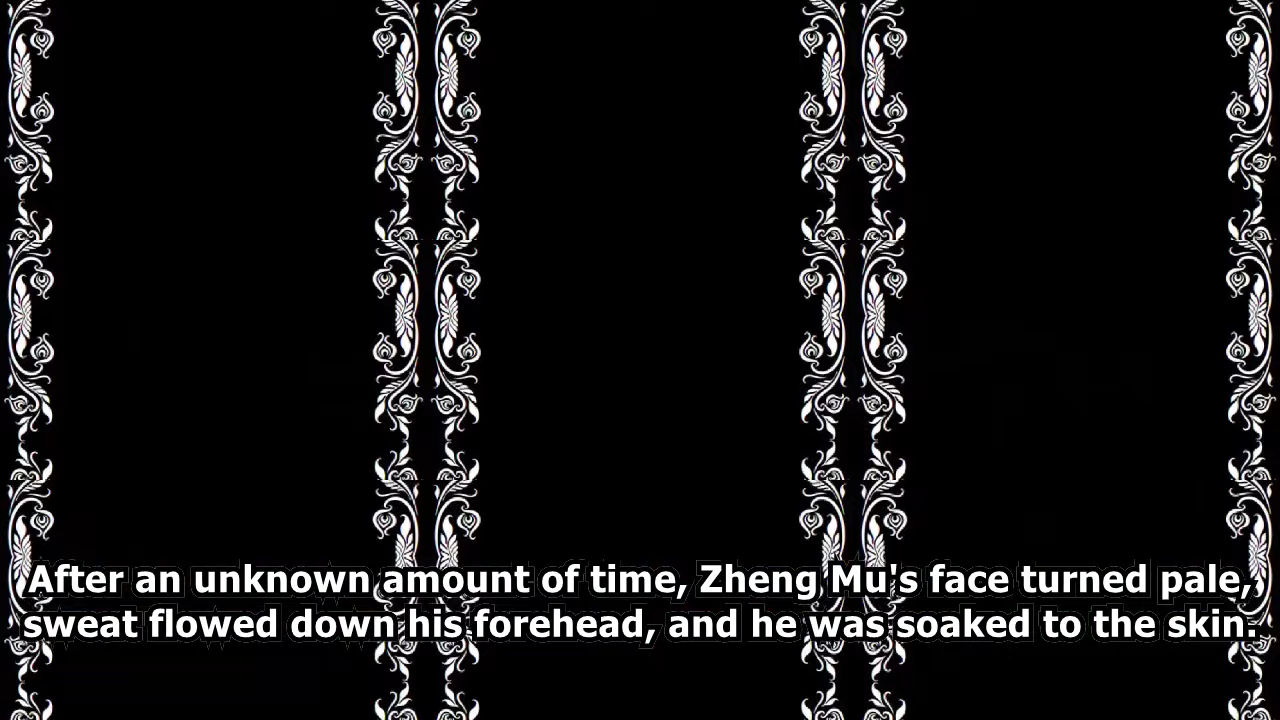 After an unknown amount of time, Zheng Mu's face turned pale,
sweat flowed down his forehead, and he was soaked to the skin.